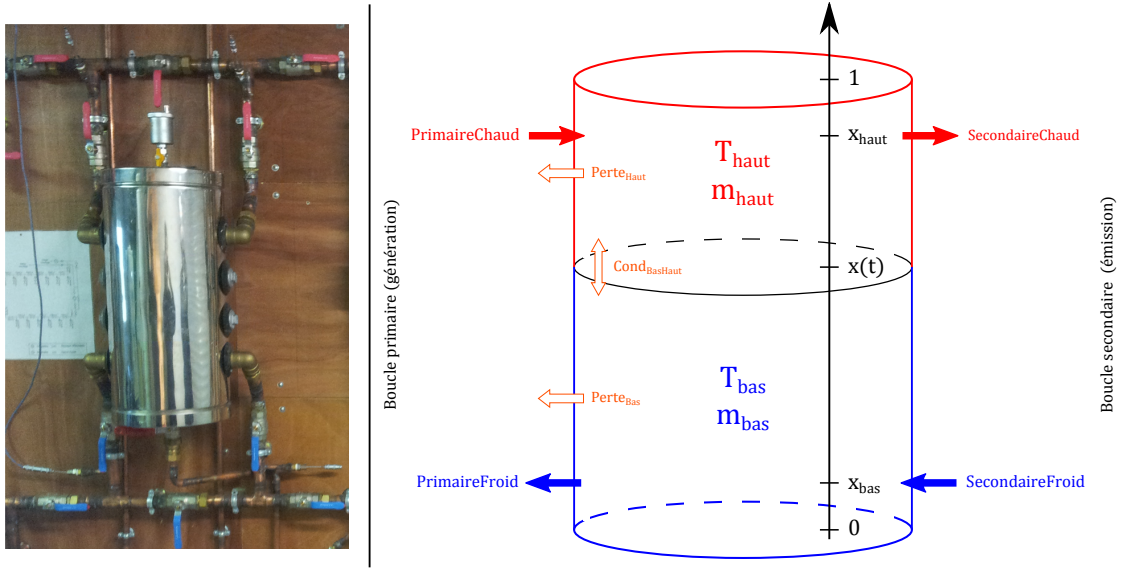 Boucle primaire (génération)
1
PrimaireChaud
x_haut
SecondaireChaud
T_haut
Perte_Haut
m_haut
Cond_BasHaut
x(t)
T_bas
Perte_Bas
m_bas
PrimaireFroid
x_bas
SecondaireFroid
0
Boucle secondaire (émission)